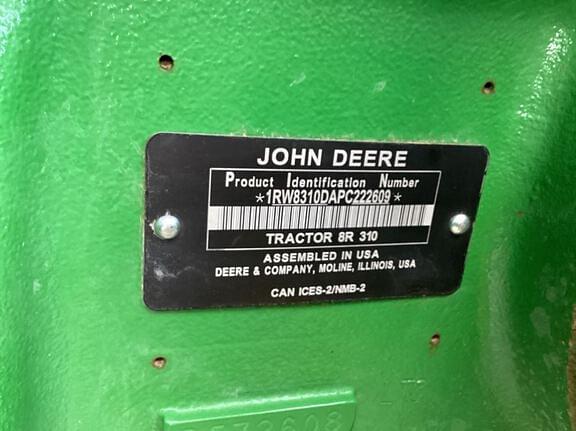 JOHN DEERE
Product Identification Number
*1RW8310DAPC222609*
TRACTOR 8R 310
ASSEMBLED IN USA
DEERE & COMPANY, MOLINE, ILLINOIS, USA
CAN ICES-2/NMB-2